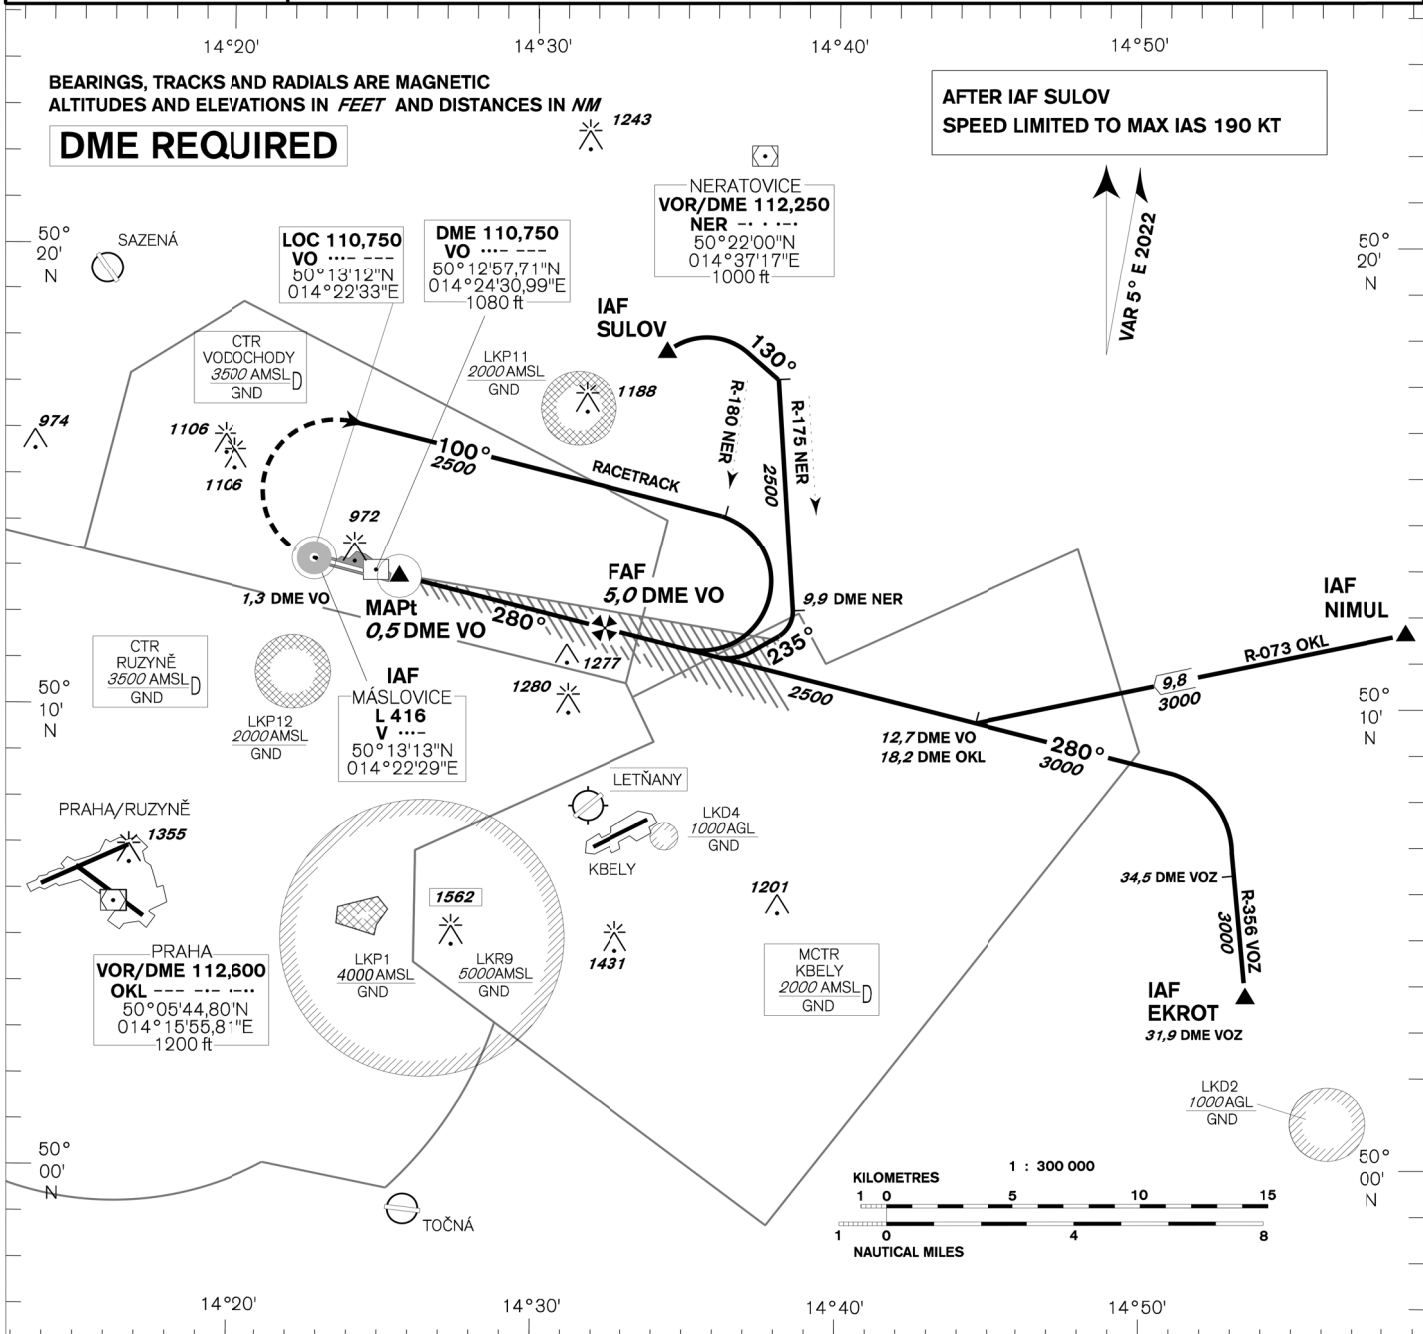 14°20'
14°30'
14°40'
14°50'
BEARINGS, TRACKS AND RADIALS ARE MAGNETIC
ALTITUDES AND ELEVATIONS IN FEET AND DISTANCES IN NM
DME REQUIRED
AFTER IAF SULOV
SPEED LIMITED TO MAX IAS 190 KT
1243
NERATOVICE
VOR/DME 112,250
NER –· · ·–·
50°22'00"N
014°37'17"E
1000 ft
VAR 5° E 2022
50°
20'
N
SAZENÁ
LOC 110,750
VO ···– –––
50°13'12"N
014°22'33"E
DME 110,750
VO ···– –––
50°12'57,71"N
014°24'30,99"E
1080 ft
50°
20'
N
IAF
SULOV
130°
CTR
VODOCHODY
3500 AMSL D
GND
LKP11
2000 AMSL
GND
1188
R-180 NER
R-175 NER
2500
974
1106
1106
100°
2500
RACETRACK
972
1,3 DME VO
MAPt
0,5 DME VO
280°
FAF
5,0 DME VO
9,9 DME NER
235°
IAF
NIMUL
R-073 OKL
9,8
3000
1277
1280
2500
CTR
RUZYNĚ
3500 AMSL D
GND
IAF
MÁSLOVICE
L 416
V ···–
50°13'13"N
014°22'29"E
50°
10'
N
LKP12
2000 AMSL
GND
12,7 DME VO
18,2 DME OKL
280°
3000
50°
10'
N
LETŇANY
LKD4
1000 AGL
GND
KBELY
PRAHA/RUZYNĚ
1355
34,5 DME VOZ
R-356 VOZ
3000
1562
1201
1431
LKP1
4000 AMSL
GND
LKR9
5000 AMSL
GND
MCTR
KBELY
2000 AMSL D
GND
PRAHA
VOR/DME 112,600
OKL ––– –·– ·–··
50°05'44,80"N
014°15'55,81"E
1200 ft
IAF
EKROT
31,9 DME VOZ
LKD2
1000 AGL
GND
50°
00'
N
50°
00'
N
TOČNÁ
1 : 300 000
KILOMETRES
1 0 5 10 15
1 0 4 8
NAUTICAL MILES
14°20'
14°30'
14°40'
14°50'